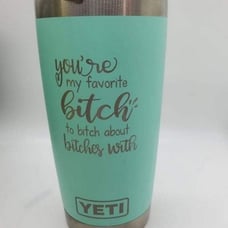 you're
my favorite
bitch
to bitch about
bitches with
YETI